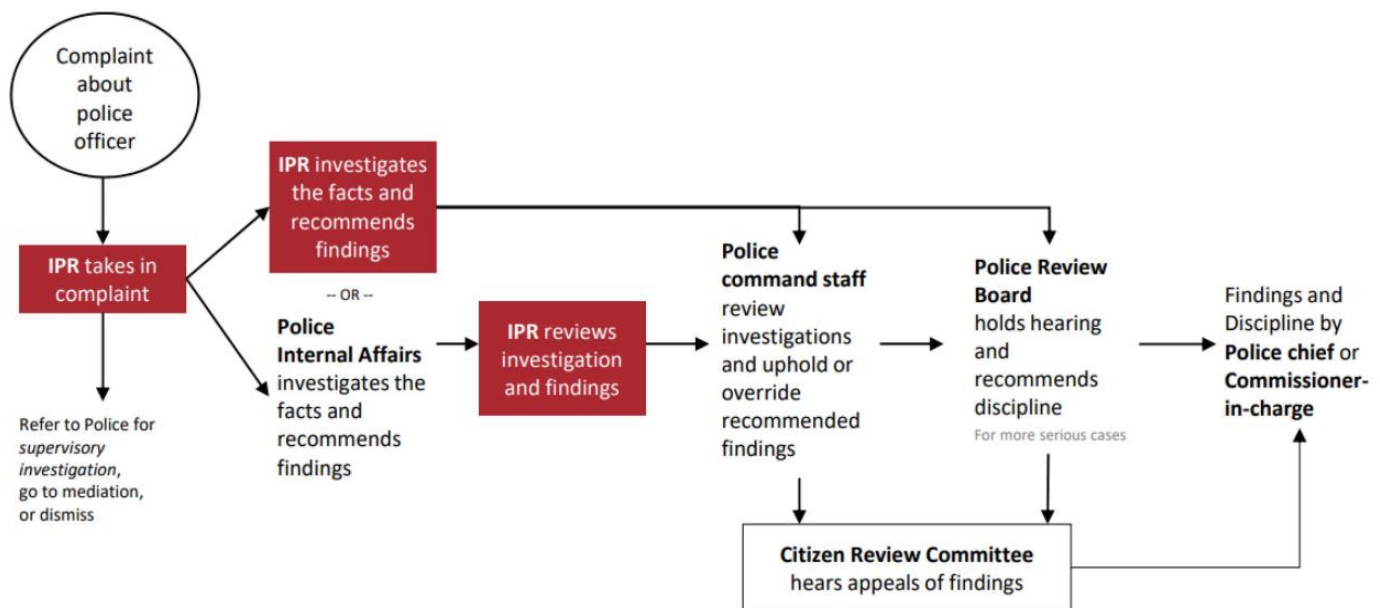 Complaint
about
police
officer
IPR takes in
complaint
Refer to Police for
supervisory
investigation,
go to mediation,
or dismiss
IPR investigates
the facts and
recommends
findings
-- OR --
Police
Internal Affairs
investigates the
facts and
recommends
findings
IPR reviews
investigation
and findings
Police
command staff
review
investigations
and uphold or
override
recommended
findings
Police Review
Board
holds hearing
and
recommends
discipline
For more serious cases
Findings and
Discipline by
Police chief or
Commissioner-
in-charge
Citizen Review Committee
hears appeals of findings